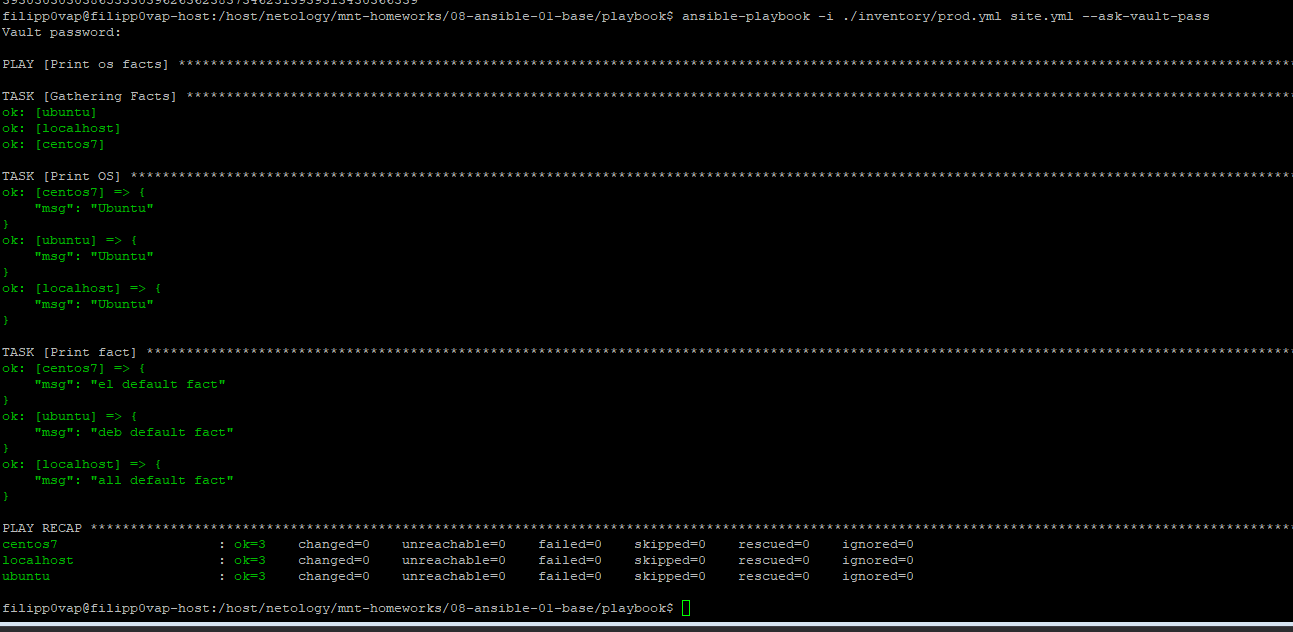 filipp0vap@filipp0vap-host:/host/netology/mnt-homeworks/08-ansible-01-base/playbook$ ansible-playbook -i ./inventory/prod.yml site.yml --ask-vault-pass
Vault password:
PLAY [Print os facts] ******************************************************************************************************************************************
TASK [Gathering Facts] *****************************************************************************************************************************************
ok: [ubuntu]
ok: [localhost]
ok: [centos7]
TASK [Print OS] ************************************************************************************************************************************************
ok: [centos7] => {
    "msg": "Ubuntu"
}
ok: [ubuntu] => {
    "msg": "Ubuntu"
}
ok: [localhost] => {
    "msg": "Ubuntu"
}
TASK [Print fact] **********************************************************************************************************************************************
ok: [centos7] => {
    "msg": "el default fact"
}
ok: [ubuntu] => {
    "msg": "deb default fact"
}
ok: [localhost] => {
    "msg": "all default fact"
}
PLAY RECAP *****************************************************************************************************************************************************
centos7                    : ok=3    changed=0    unreachable=0    failed=0    skipped=0    rescued=0    ignored=0
localhost                  : ok=3    changed=0    unreachable=0    failed=0    skipped=0    rescued=0    ignored=0
ubuntu                     : ok=3    changed=0    unreachable=0    failed=0    skipped=0    rescued=0    ignored=0
filipp0vap@filipp0vap-host:/host/netology/mnt-homeworks/08-ansible-01-base/playbook$